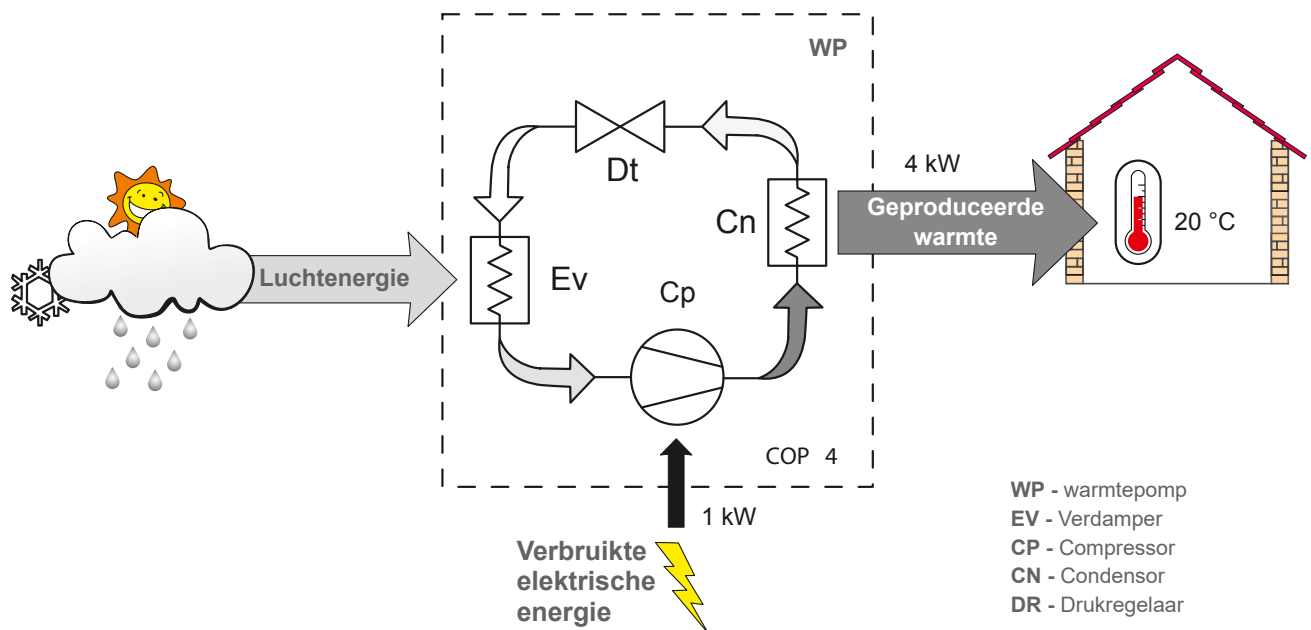 WP
Dt
4 kW
Geproduceerde
warmte
Cn
20 °C
Luchtenergie
Ev
Cp
COP 4
1 kW
Verbruikte
elektrische
energie
WP - warmtepomp
EV - Verdamper
CP - Compressor
CN - Condensor
DR - Drukregelaar